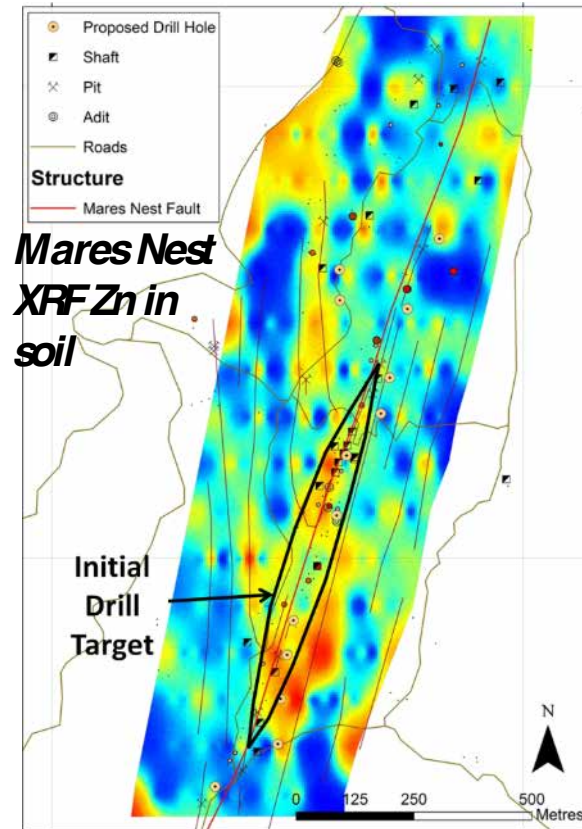 Proposed Drill Hole
Shaft
Pit
Adit
Roads
Structure
Mares Nest Fault
Mares Nest
XRF Zn in
soil
Initial
Drill
Target
N
0 125 250 500
Metres